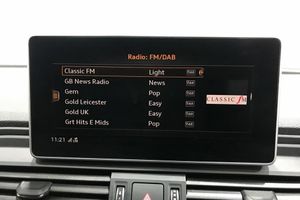 Radio: FM/DAB
Classic FM Light
GB News Radio News
Gem Pop
Gold Leicester Easy
Gold UK Easy
Grt Hits E Mids Pop
CLASSIC fM
11:21